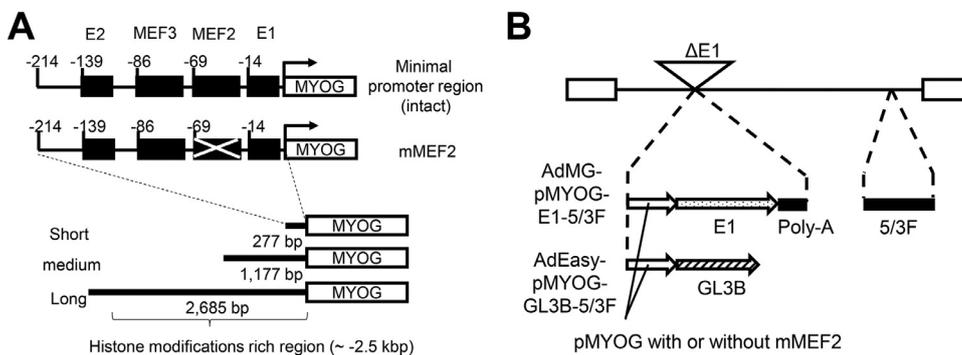 A
E2 MEF3 MEF2 E1
-214 -139 -86 -69 -14
MYOG
Minimal
promoter region
(intact)
-214 -139 -86 -69 -14
MYOG
mMEF2
Short
MYOG
277 bp
medium
MYOG
1,177 bp
Long
MYOG
2,685 bp
Histone modifications rich region (~ -2.5 kbp)
B
ΔE1
AdMG-
pMYOG-
E1-5/3F
E1
Poly-A
5/3F
AdEasy-
pMYOG-
GL3B-5/3F
GL3B
pMYOG with or without mMEF2